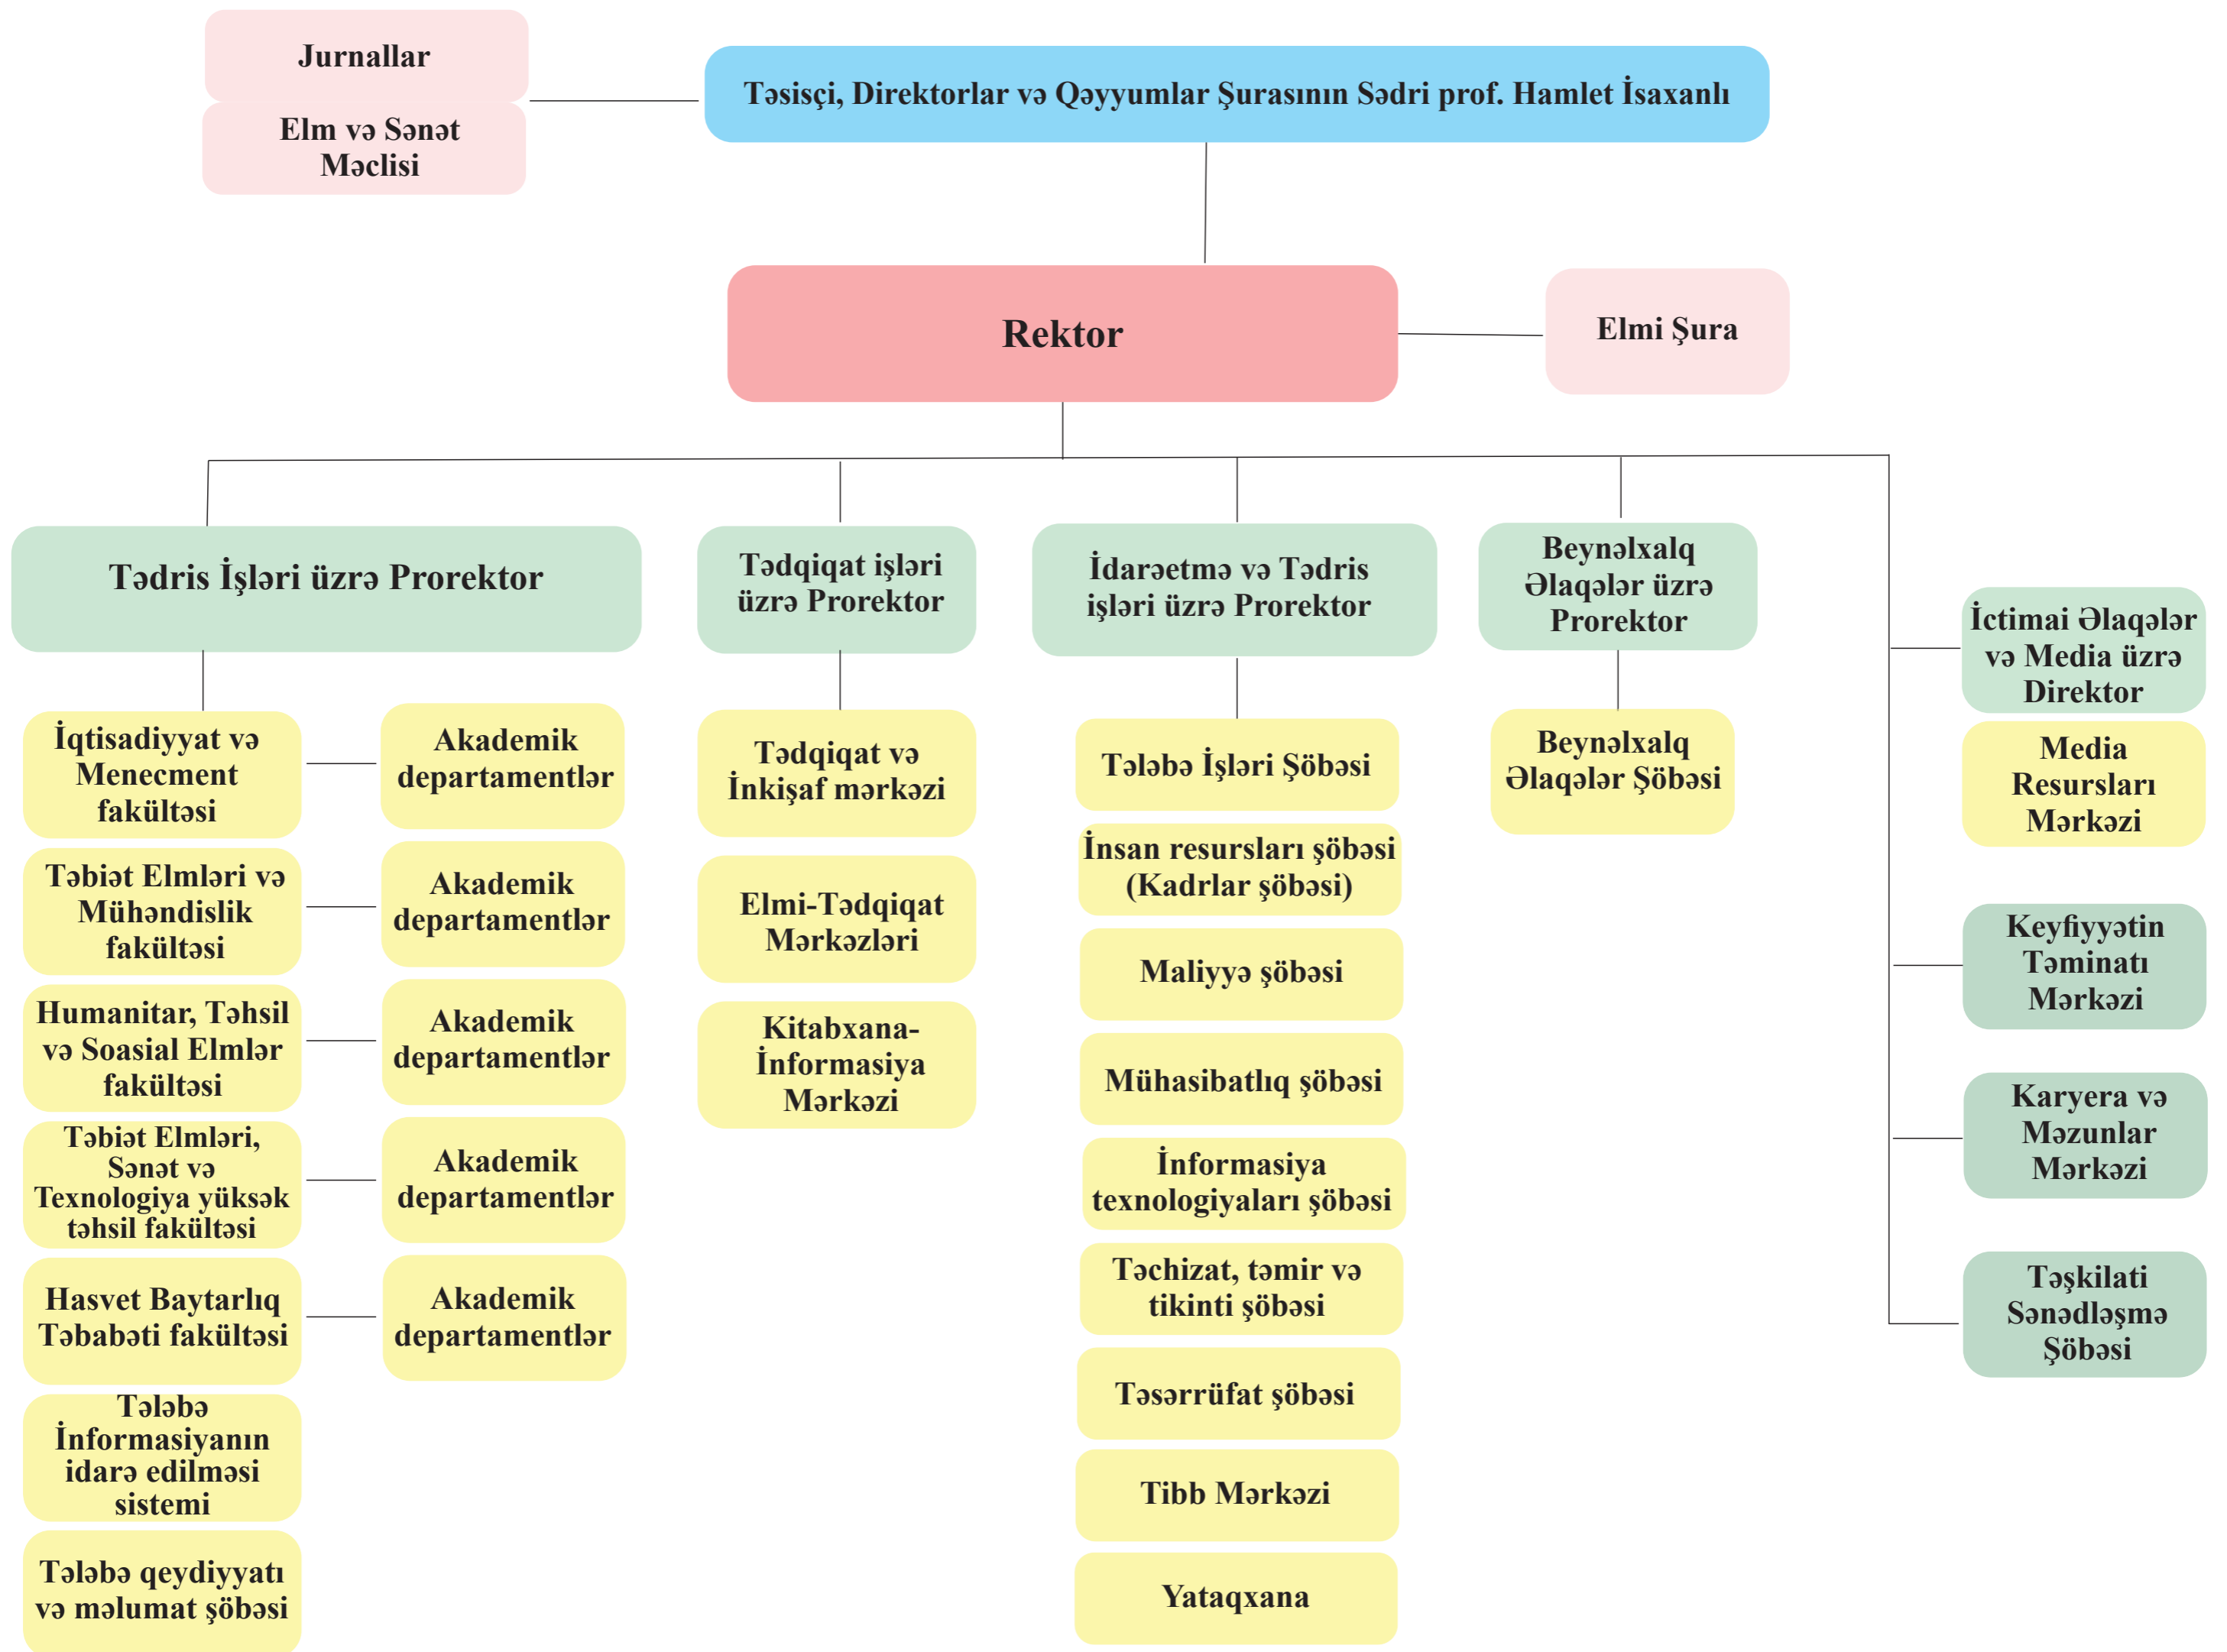 Jurnallar
Elm və Sənət
Məclisi
Təsisçi, Direktorlar və Qəyyumlar Şurasının Sədri prof. Hamlet İsaxanlı
Rektor
Elmi Şura
Tədris İşləri üzrə Prorektor
İqtisadiyyat və
Menecment
fakültəsi
Akademik
departamentlər
Təbiət Elmləri və
Mühəndislik
fakültəsi
Akademik
departamentlər
Humanitar, Təhsil
və Soasial Elmlər
fakültəsi
Akademik
departamentlər
Təbiət Elmləri,
Sənət və
Texnologiya yüksək
təhsil fakültəsi
Akademik
departamentlər
Hasvet Baytarlıq
Təbabəti fakültəsi
Akademik
departamentlər
Tələbə
İnformasiyanın
idarə edilməsi
sistemi
Tələbə qeydiyyatı
və məlumat şöbəsi
Tədqiqat işləri
üzrə Prorektor
Tədqiqat və
İnkişaf mərkəzi
Elmi-Tədqiqat
Mərkəzləri
Kitabxana-
İnformasiya
Mərkəzi
İdarəetmə və Tədris
işləri üzrə Prorektor
Tələbə İşləri Şöbəsi
İnsan resursları şöbəsi
(Kadrlar şöbəsi)
Maliyyə şöbəsi
Mühasibatlıq şöbəsi
İnformasiya
texnologiyaları şöbəsi
Təchizat, təmir və
tikinti şöbəsi
Təsərrüfat şöbəsi
Tibb Mərkəzi
Yataqxana
Beynəlxalq
Əlaqələr üzrə
Prorektor
Beynəlxalq
Əlaqələr Şöbəsi
İctimai Əlaqələr
və Media üzrə
Direktor
Media
Resursları
Mərkəzi
Keyfiyyətin
Təminatı
Mərkəzi
Karyera və
Məzunlar
Mərkəzi
Təşkilati
Sənədləşmə
Şöbəsi